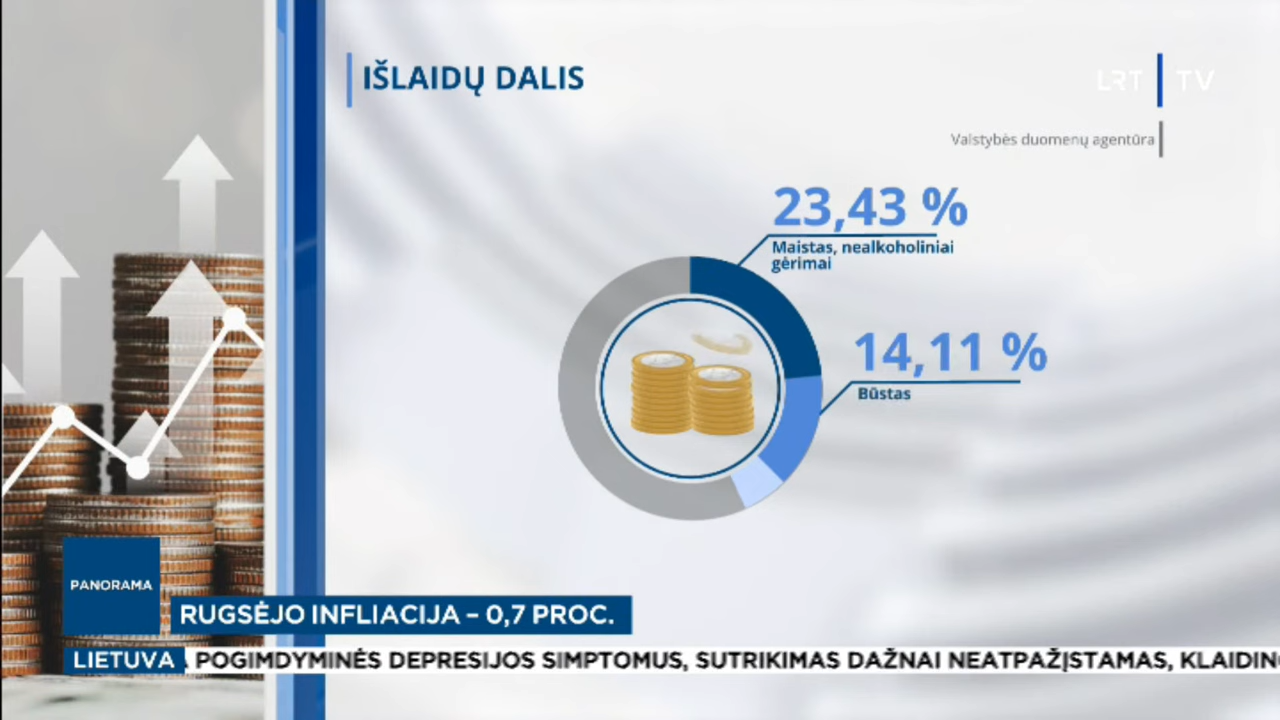 IŠLAIDŲ DALIS
LRT TV
Valstybės duomenų agentūra
23,43 %
Maistas, nealkoholiniai
gėrimai
14,11 %
Būstas
PANORAMA
RUGSĖJO INFLIACIJA – 0,7 PROC.
LIETUVA POGIMDYMINĖS DEPRESIJOS SIMPTOMUS, SUTRIKIMAS DAŽNAI NEATPAŽĮSTAMAS,